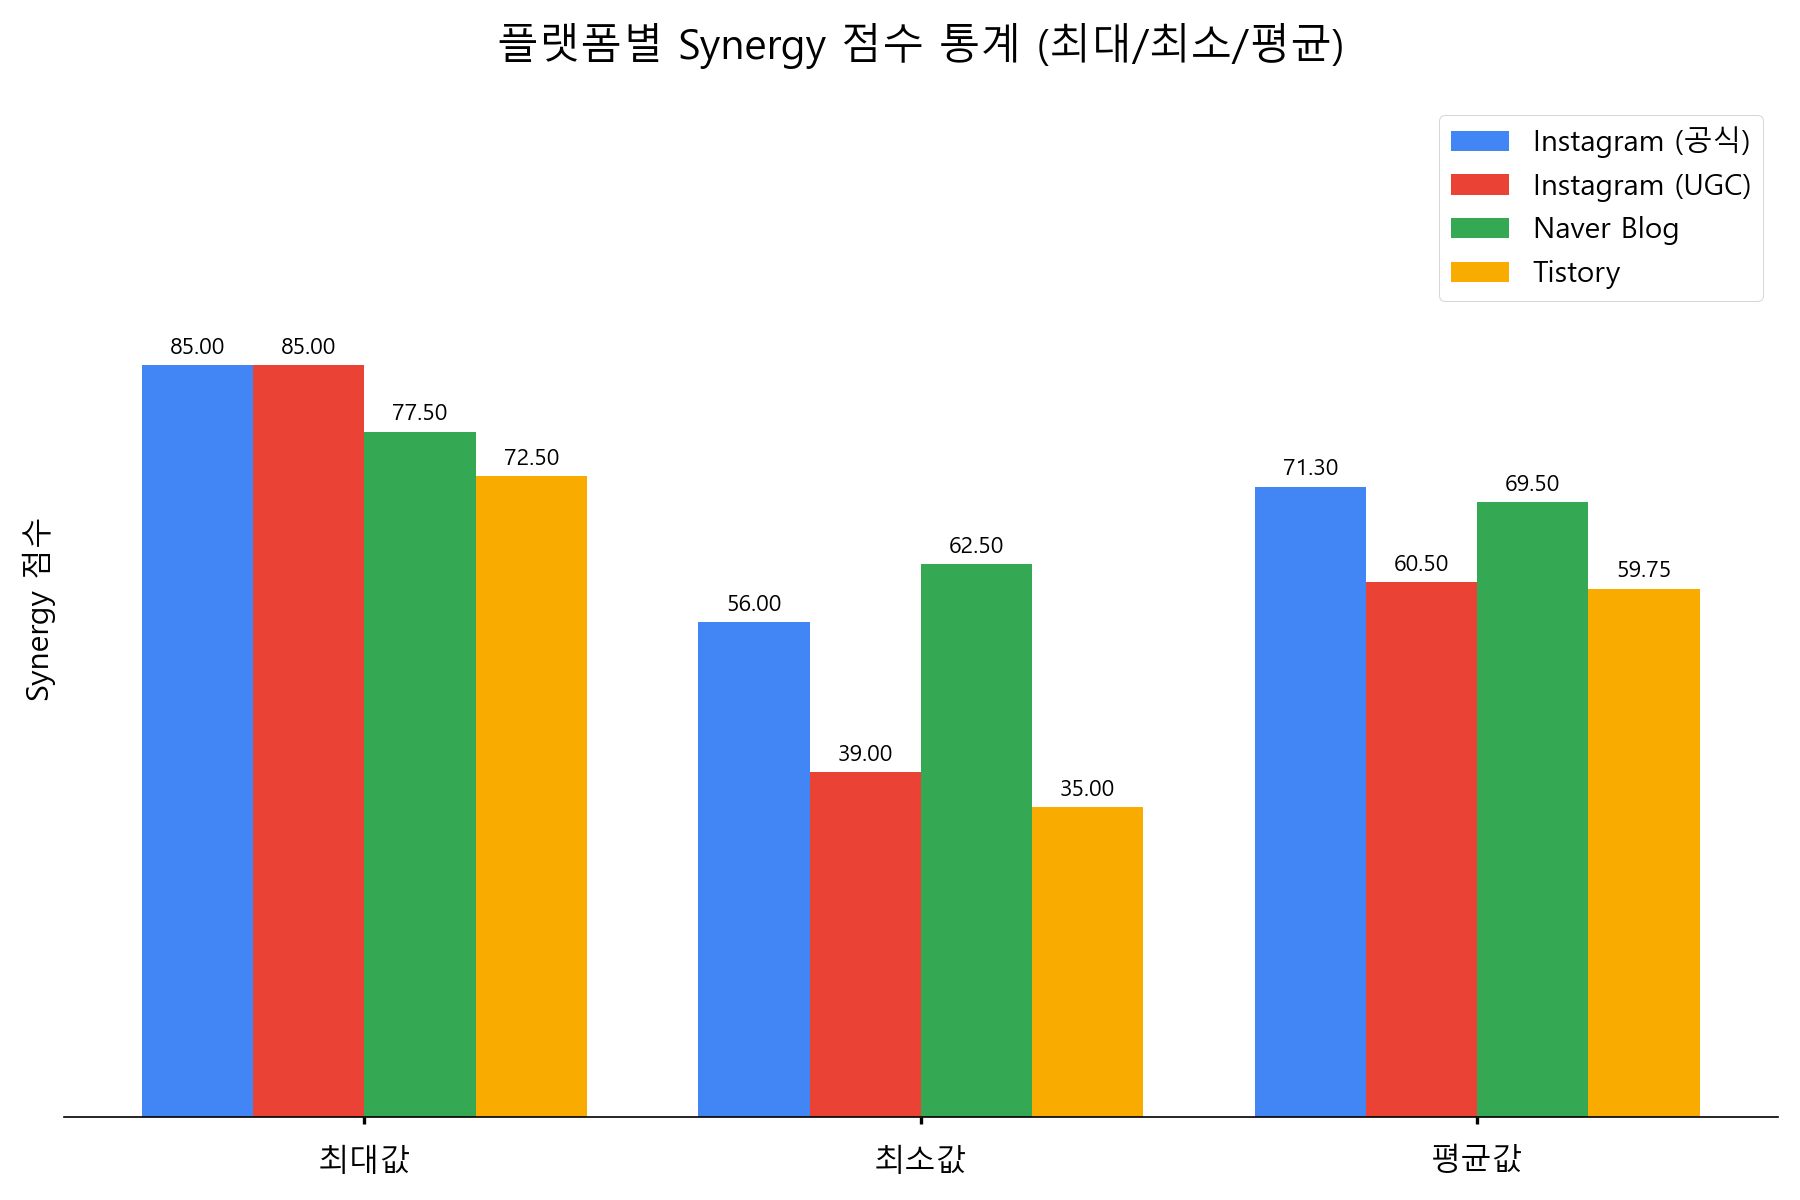 플랫폼별 Synergy 점수 통계 (최대/최소/평균)
Instagram (공식)
Instagram (UGC)
Naver Blog
Tistory
85.00 85.00
77.50
72.50
56.00
39.00
62.50
35.00
71.30
60.50
69.50
59.75
Synergy 점수
최대값 최소값 평균값